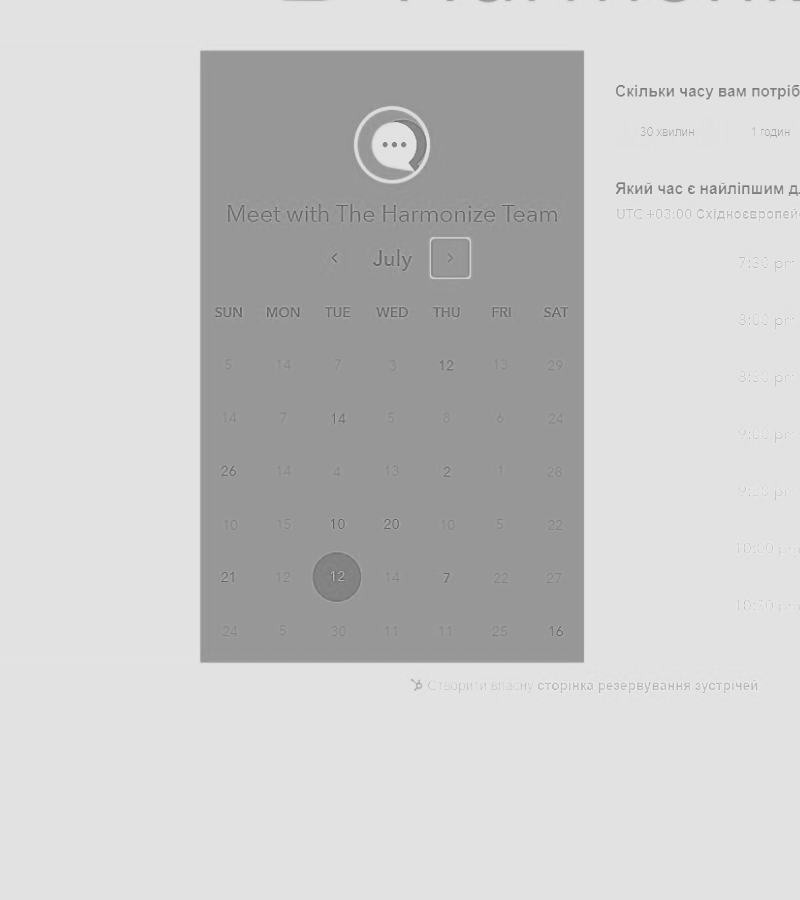 Скільки часу вам потріб
30 хвилин 1 годин
Meet with The Harmonize Team
Який час є найліпшим д
UTC +03:00 Східноєвропей
July
7:30 pm
SUN MON TUE WED THU FRI SAT
8:00 pm
5 14 7 3 12 13 29
8:30 pm
14 7 14 5 8 6 24
9:00 pm
26 14 4 13 2 1 28
9:30 pm
10 15 10 20 10 5 22
10:00 pm
21 12 12 14 7 22 27
10:30 pm
24 5 30 11 11 25 16
Створити власну сторінка резервування зустрічей